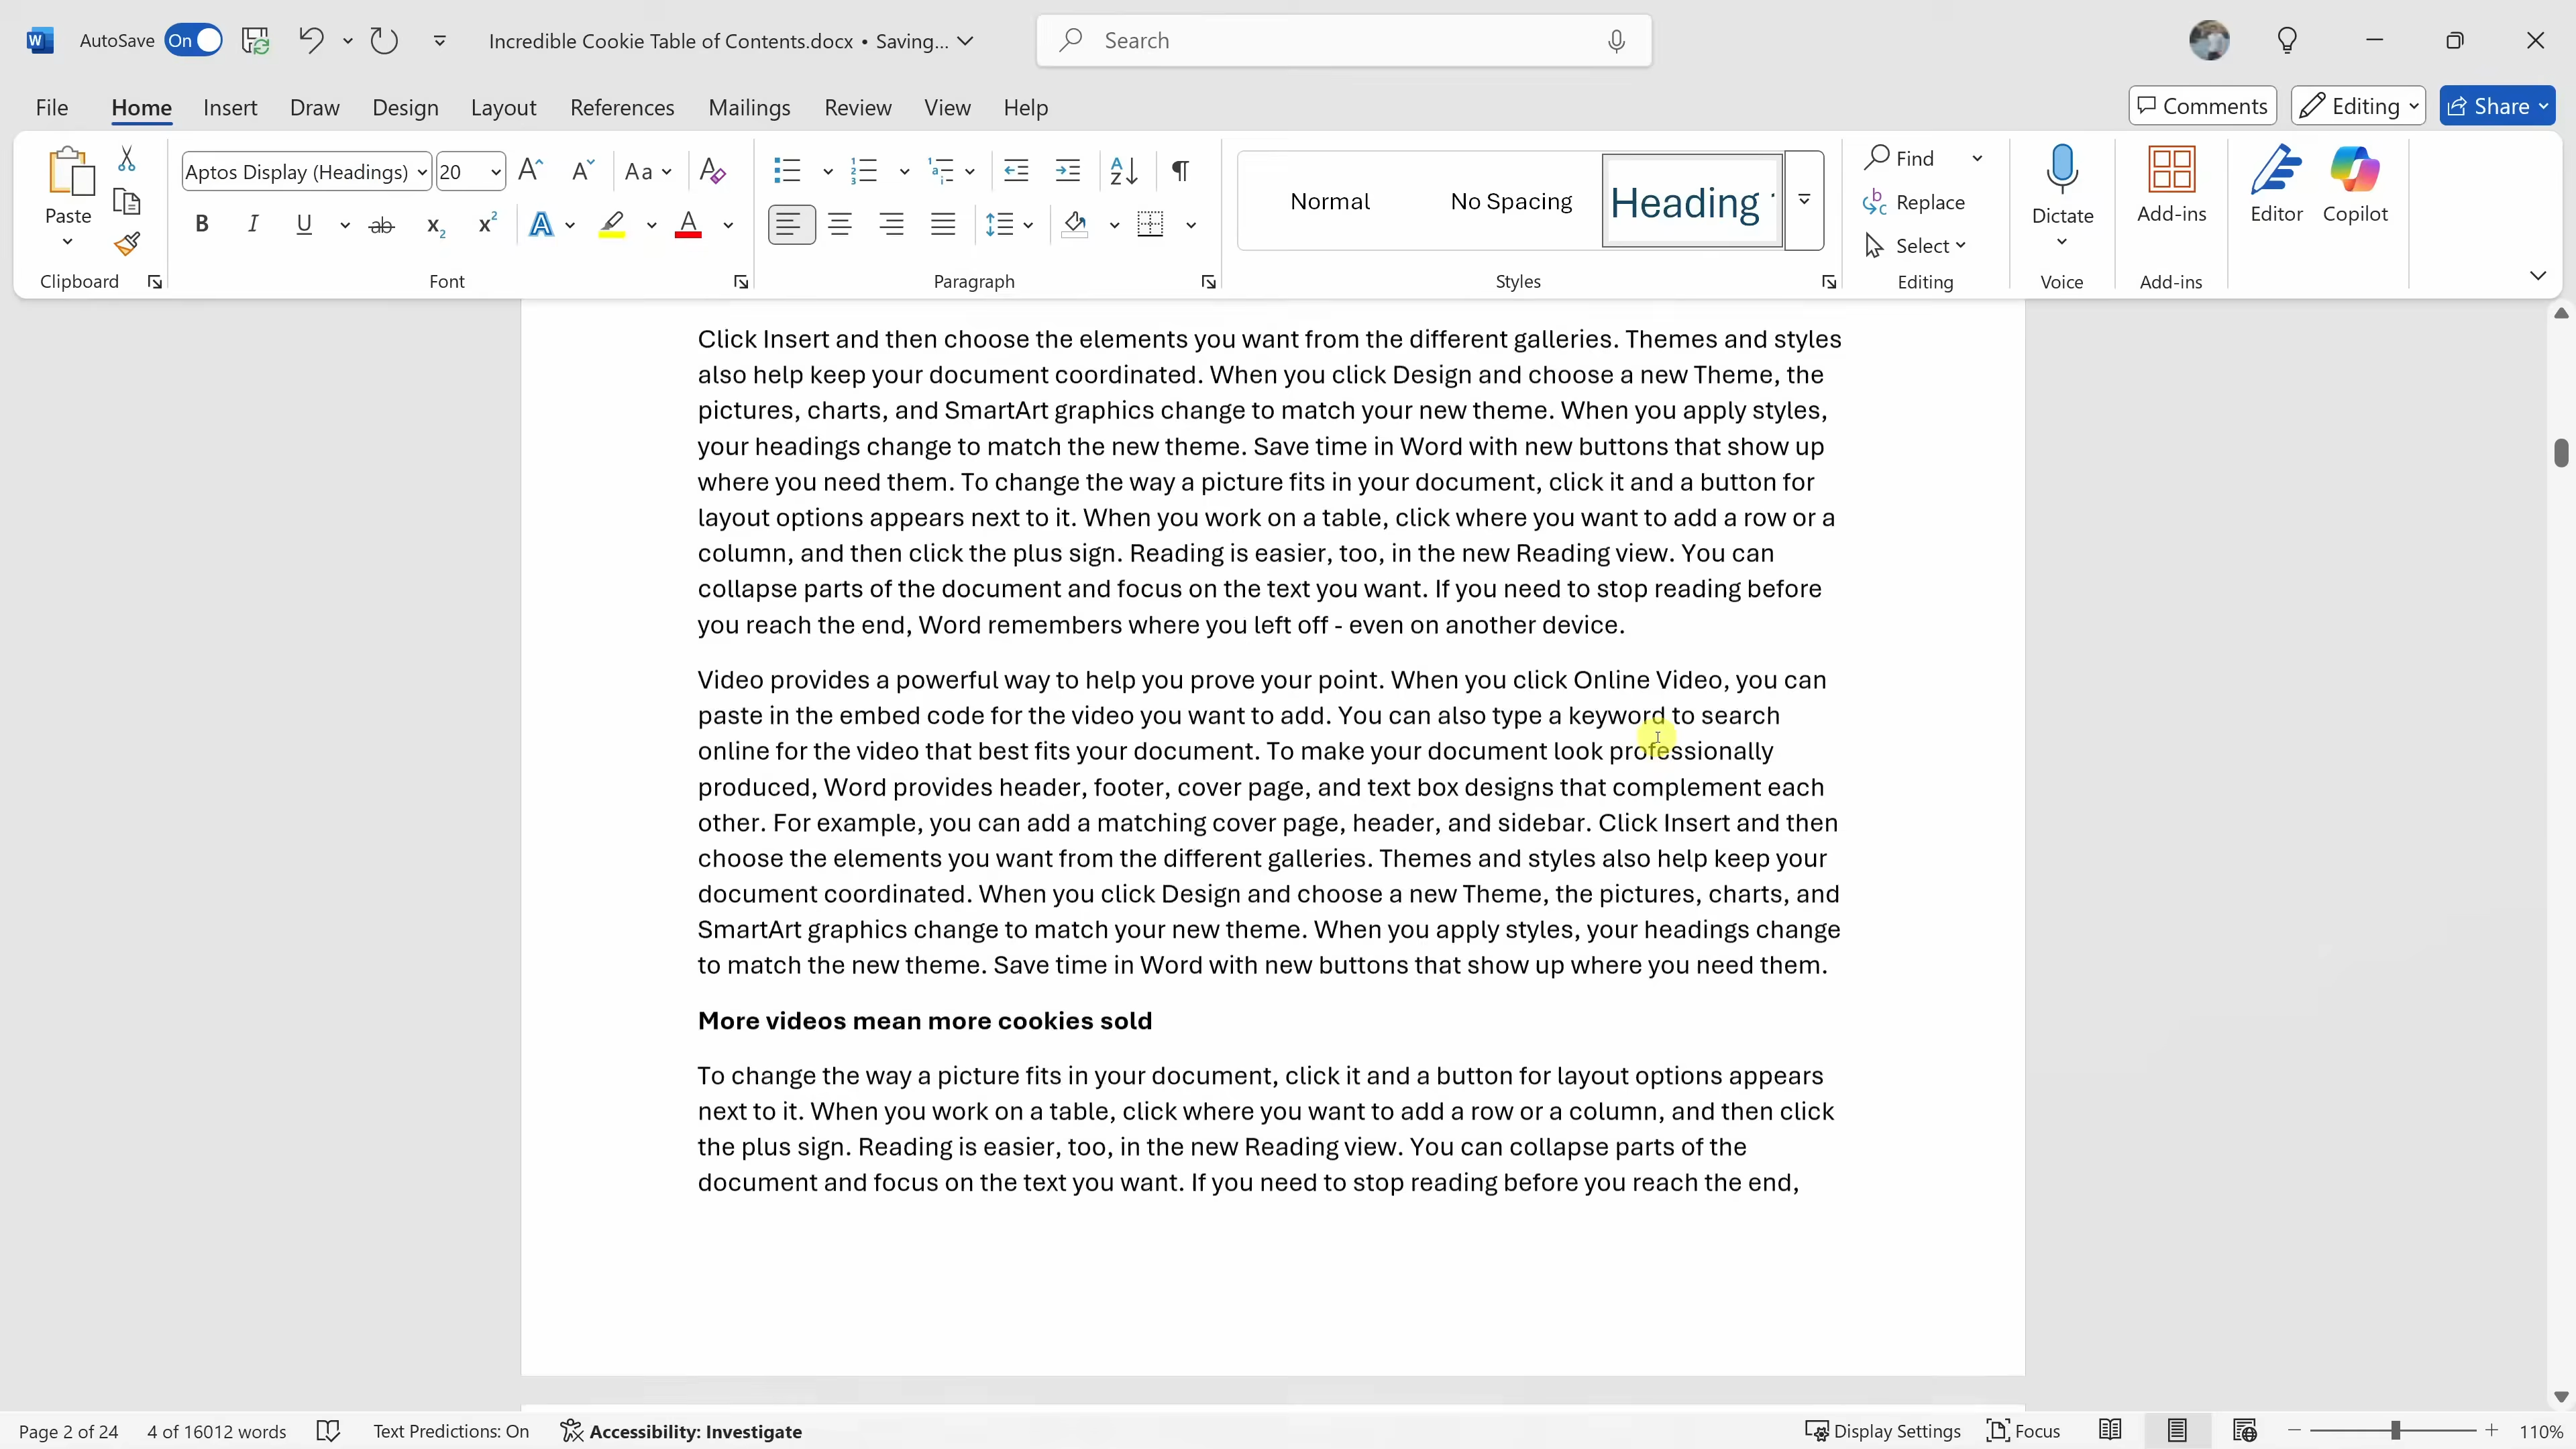 AutoSave On Incredible Cookie Table of Contents.docx • Saving... Search
File Home Insert Draw Design Layout References Mailings Review View Help Comments Editing Share
Paste
Clipboard
Aptos Display (Headings) 20
Font
Paragraph
Normal No Spacing Heading
Styles
Find
Replace
Select
Editing
Dictate
Voice
Add-ins
Add-ins
Editor Copilot
Click Insert and then choose the elements you want from the different galleries. Themes and styles
also help keep your document coordinated. When you click Design and choose a new Theme, the
pictures, charts, and SmartArt graphics change to match your new theme. When you apply styles,
your headings change to match the new theme. Save time in Word with new buttons that show up
where you need them. To change the way a picture fits in your document, click it and a button for
layout options appears next to it. When you work on a table, click where you want to add a row or a
column, and then click the plus sign. Reading is easier, too, in the new Reading view. You can
collapse parts of the document and focus on the text you want. If you need to stop reading before
you reach the end, Word remembers where you left off - even on another device.
Video provides a powerful way to help you prove your point. When you click Online Video, you can
paste in the embed code for the video you want to add. You can also type a keyword to search
online for the video that best fits your document. To make your document look professionally
produced, Word provides header, footer, cover page, and text box designs that complement each
other. For example, you can add a matching cover page, header, and sidebar. Click Insert and then
choose the elements you want from the different galleries. Themes and styles also help keep your
document coordinated. When you click Design and choose a new Theme, the pictures, charts, and
SmartArt graphics change to match your new theme. When you apply styles, your headings change
to match the new theme. Save time in Word with new buttons that show up where you need them.
More videos mean more cookies sold
To change the way a picture fits in your document, click it and a button for layout options appears
next to it. When you work on a table, click where you want to add a row or a column, and then click
the plus sign. Reading is easier, too, in the new Reading view. You can collapse parts of the
document and focus on the text you want. If you need to stop reading before you reach the end,
Page 2 of 24 4 of 16012 words Text Predictions: On Accessibility: Investigate Display Settings Focus 110%